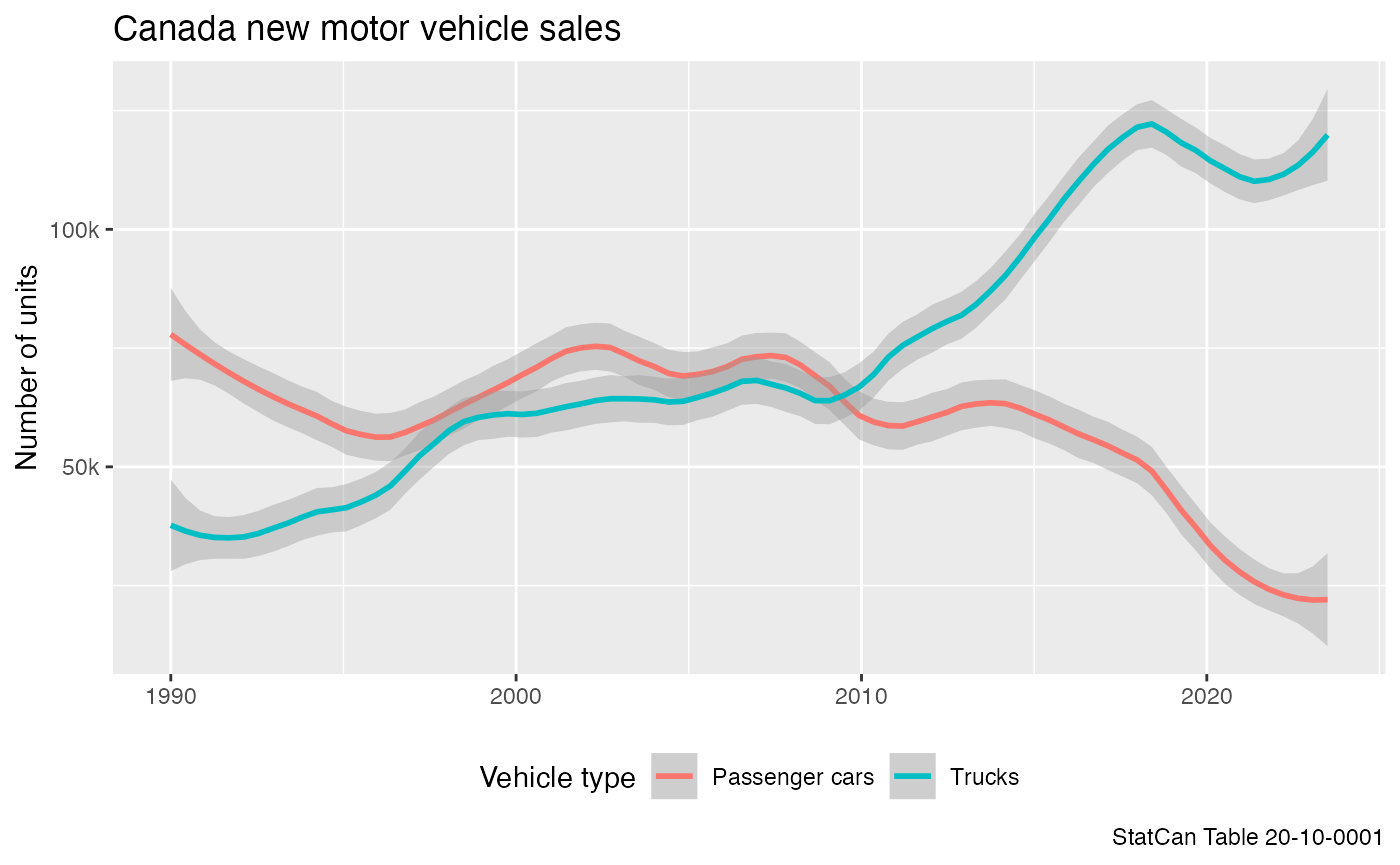 Canada new motor vehicle sales
Number of units
100k
50k
1990 2000 2010 2020
Vehicle type Passenger cars Trucks
StatCan Table 20-10-0001